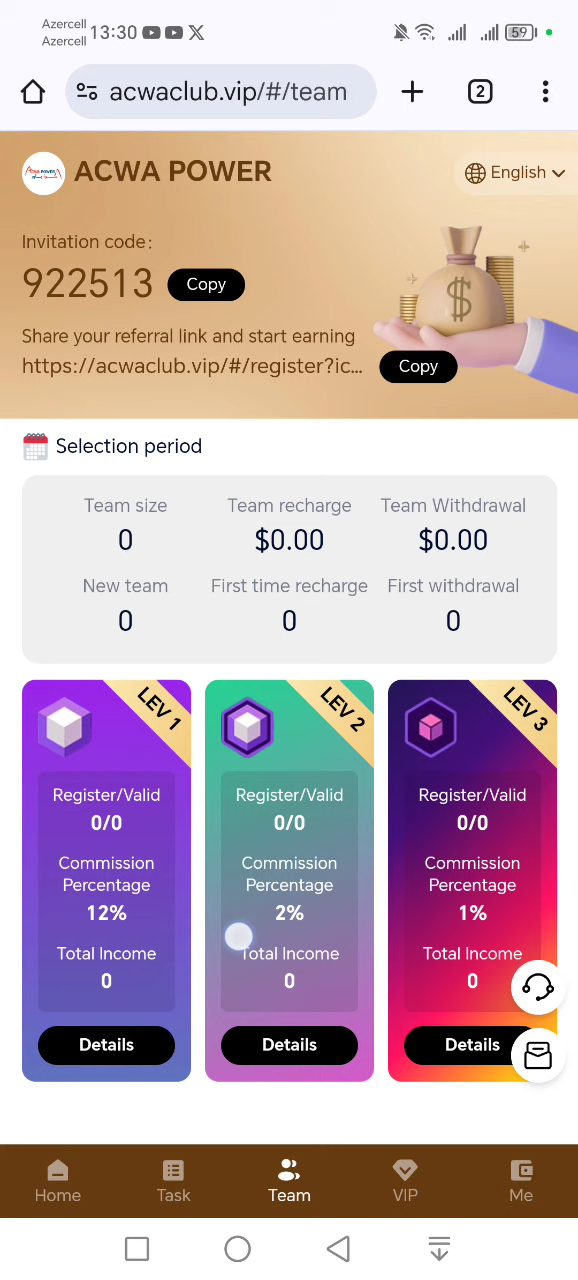 Azercell
Azercell
13:30
59
acwaclub.vip/#/team
2
ACWA POWER
ACWA POWER
English
Invitation code:
922513
Copy
Share your referral link and start earning
https://acwaclub.vip/#/register?ic...
Copy
Selection period
Team size
Team recharge
Team Withdrawal
0
$0.00
$0.00
New team
First time recharge
First withdrawal
0
0
0
LEV 1
LEV 2
LEV 3
Register/Valid
Register/Valid
Register/Valid
0/0
0/0
0/0
Commission
Percentage
Commission
Percentage
Commission
Percentage
12%
2%
1%
Total Income
Total Income
Total Income
0
0
0
Details
Details
Details
Home
Task
Team
VIP
Me